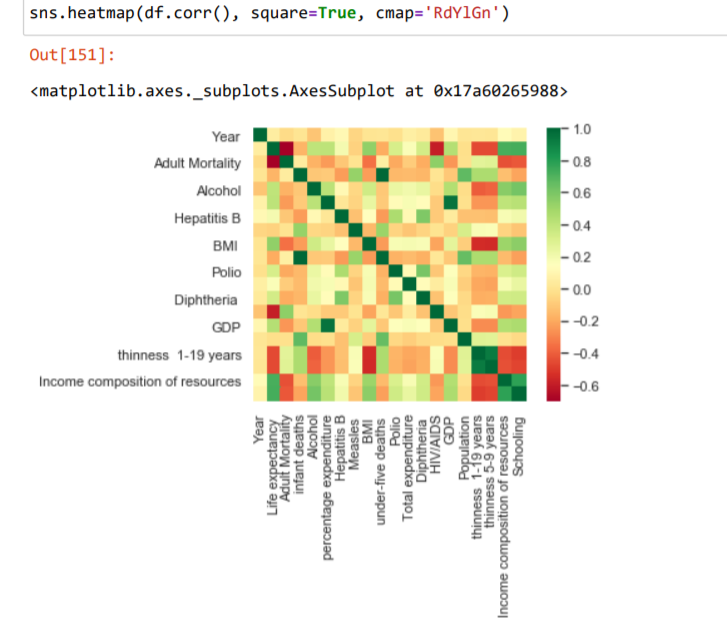 sns.heatmap(df.corr(), square=True, cmap='RdYlGn')
Out[151]:
<matplotlib.axes._subplots.AxesSubplot at 0x17a60265988>
Year
Adult Mortality
Alcohol
Hepatitis B
BMI
Polio
Diphtheria
GDP
thinness  1-19 years
Income composition of resources
1.0
0.8
0.6
0.4
0.2
0.0
−0.2
−0.4
−0.6
Year
Life expectancy
Adult Mortality
infant deaths
Alcohol
percentage expenditure
Hepatitis B
Measles
BMI
under-five deaths
Polio
Total expenditure
Diphtheria
HIV/AIDS
GDP
Population
thinness  1-19 years
thinness 5-9 years
Income composition of resources
Schooling